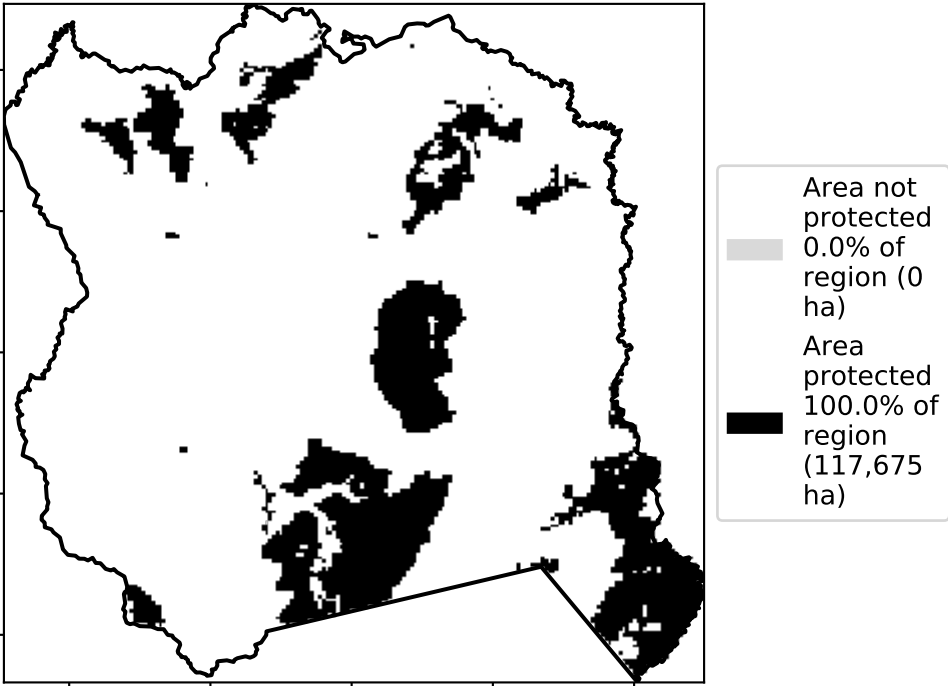 Area not
protected
0.0% of
region (0
ha)
Area
protected
100.0% of
region
(117,675
ha)